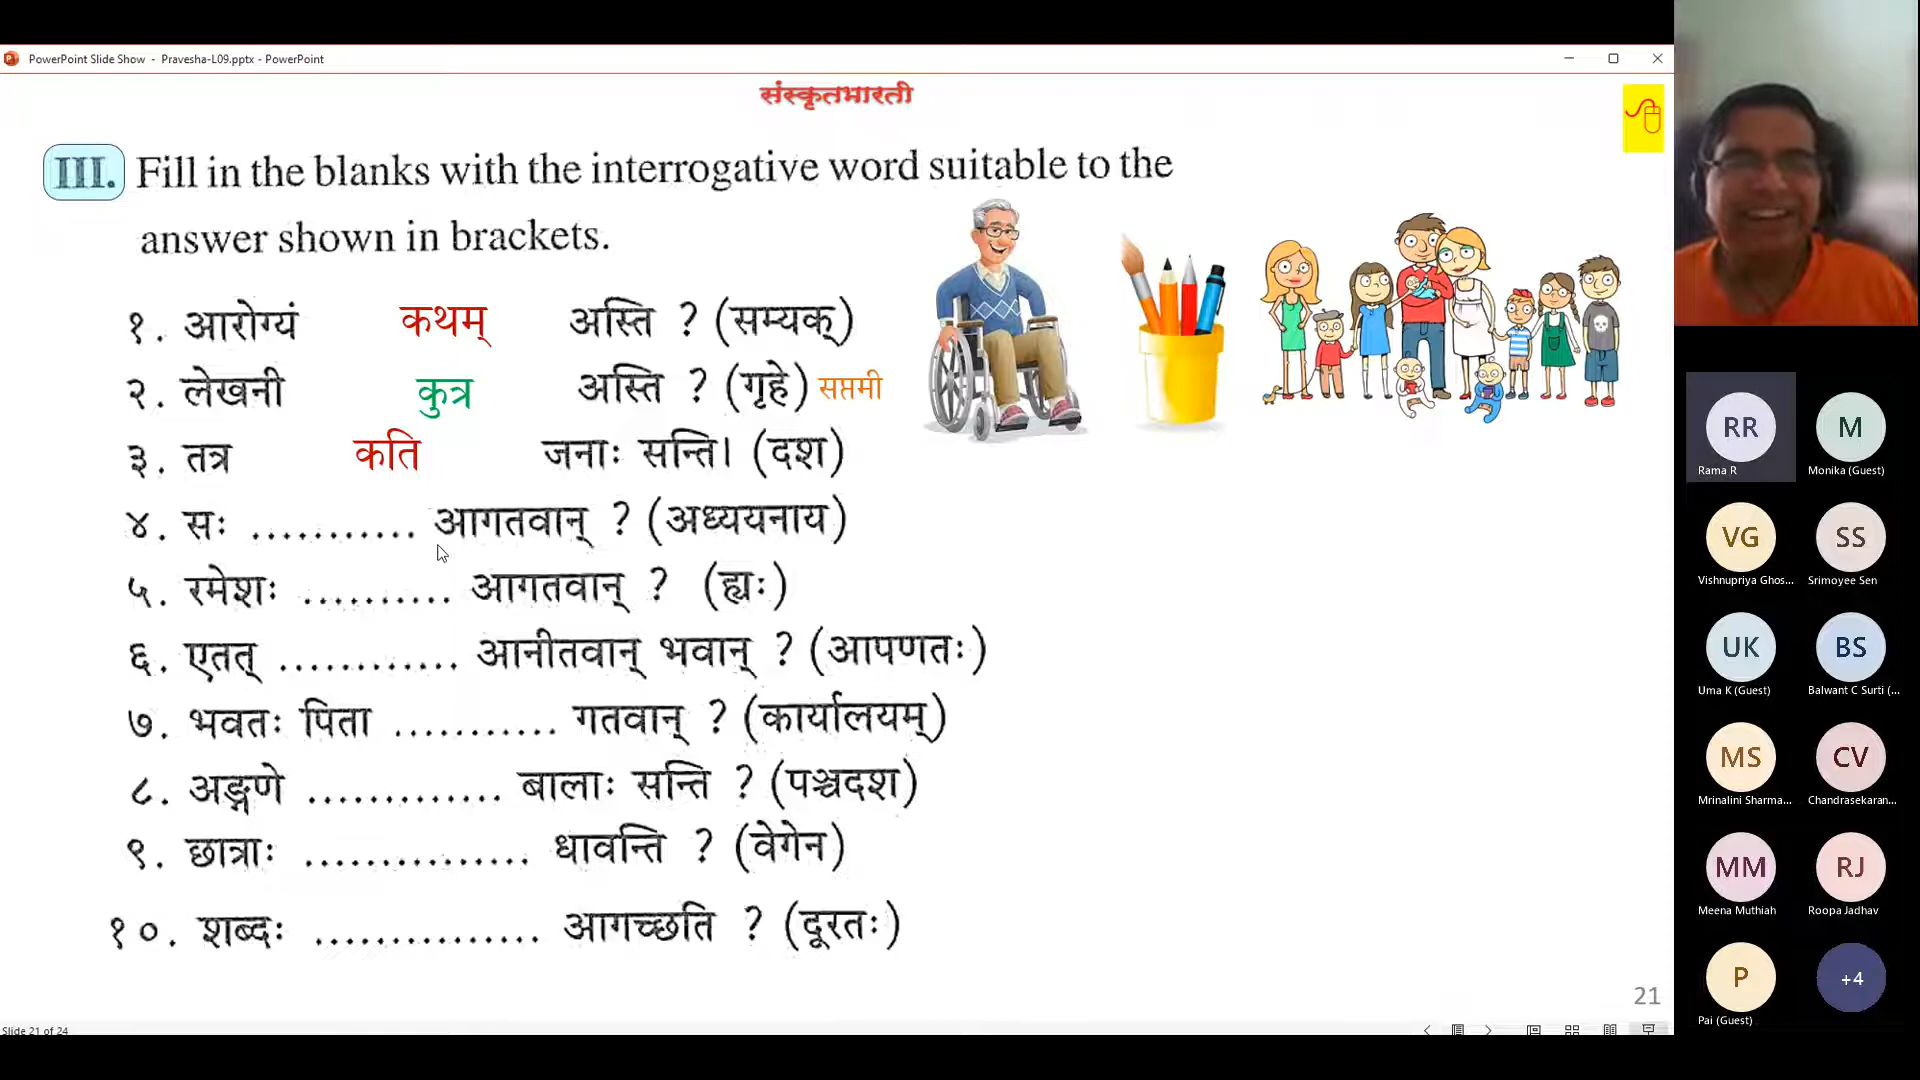 PowerPoint Slide Show - Pravesha-L09.pptx - PowerPoint
संस्कृतभारती
III. Fill in the blanks with the interrogative word suitable to the
answer shown in brackets.
१. आरोग्यं कथम् अस्ति ? (सम्यक्)
२. लेखनी कुत्र अस्ति ? (गृहे) सप्तमी
३. तत्र कति जनाः सन्ति। (दश)
४. सः ........... आगतवान् ? (अध्ययनाय)
५. रमेशः .......... आगतवान् ? (ह्यः)
६. एतत् ............ आनीतवान् भवान् ? (आपणतः)
७. भवतः पिता ........... गतवान् ? (कार्यालयम्)
८. अङ्गणे ............. बालाः सन्ति ? (पञ्चदश)
९. छात्राः ............... धावन्ति ? (वेगेन)
१०. शब्दः ............... आगच्छति ? (दूरतः)
21
Slide 21 of 24
RR
Rama R
M
Monika (Guest)
VG
Vishnupriya Ghos...
SS
Srimoyee Sen
UK
Uma K (Guest)
BS
Balwant C Surti (...
MS
Mrinalini Sharma...
CV
Chandrasekaran...
MM
Meena Muthiah
RJ
Roopa Jadhav
P
Pai (Guest)
+4